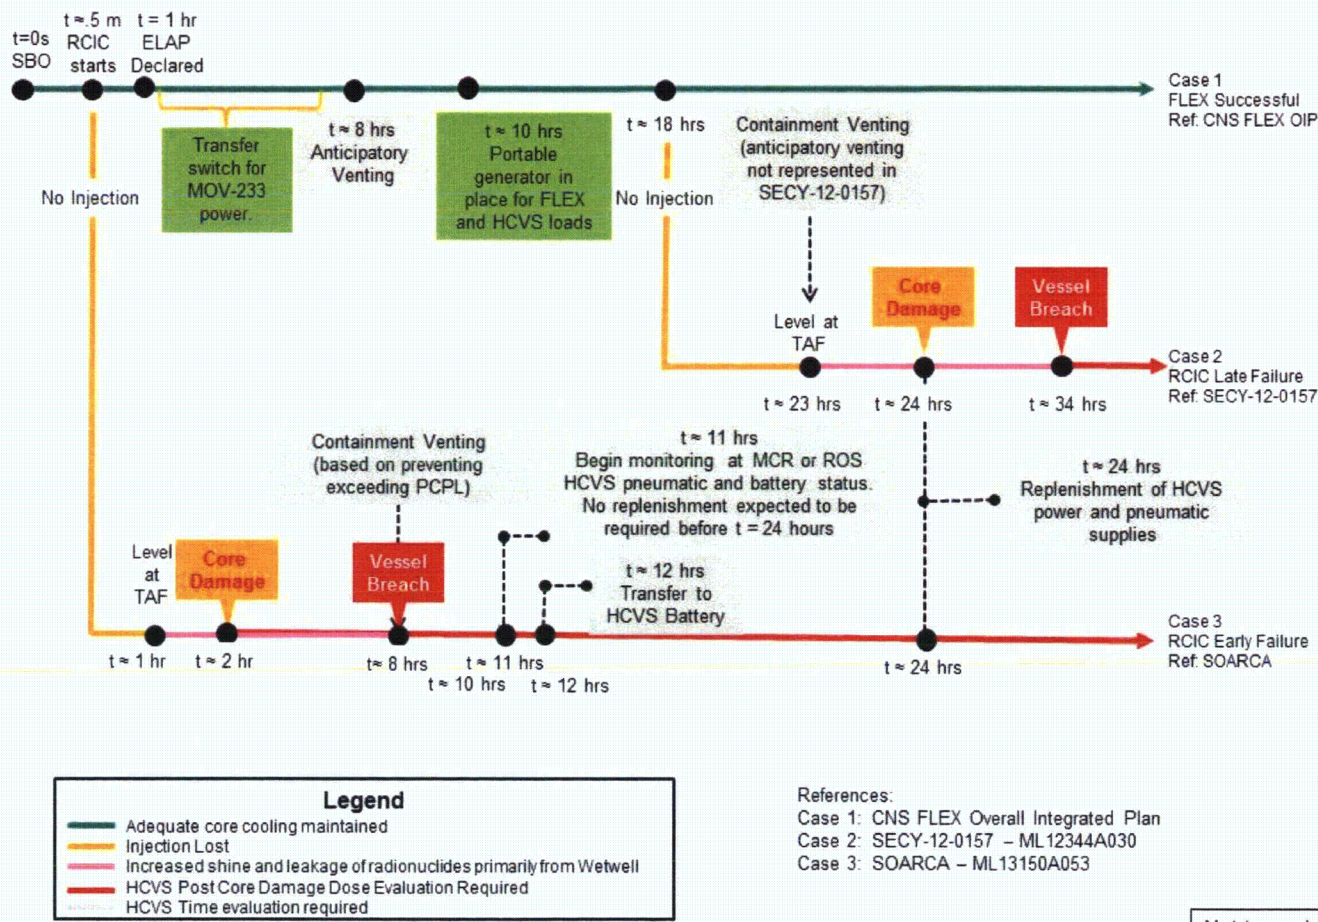 t=0s
SBO
t ≈.5 m
RCIC
starts
t = 1 hr
ELAP
Declared
Case 1
FLEX Successful
Ref: CNS FLEX OIP
Transfer
switch for
MOV-233
power.
t ≈ 8 hrs
Anticipatory
Venting
t ≈ 10 hrs
Portable
generator in
place for FLEX
and HCVS loads
t ≈ 18 hrs
Containment Venting
(anticipatory venting
not represented in
SECY-12-0157)
No Injection
No Injection
Core
Damage
Vessel
Breach
Level at
TAF
Case 2
RCIC Late Failure
Ref: SECY-12-0157
t ≈ 23 hrs
t ≈ 24 hrs
t ≈ 34 hrs
Containment Venting
(based on preventing
exceeding PCPL)
t ≈ 11 hrs
Begin monitoring at MCR or ROS
HCVS pneumatic and battery status.
No replenishment expected to be
required before t = 24 hours
t ≈ 24 hrs
Replenishment of HCVS
power and pneumatic
supplies
Level
at
TAF
Core
Damage
Vessel
Breach
t ≈ 12 hrs
Transfer to
HCVS Battery
Case 3
RCIC Early Failure
Ref: SOARCA
t ≈ 1 hr
t ≈ 2 hr
t≈ 8 hrs
t ≈ 11 hrs
t ≈ 10 hrs
t ≈ 12 hrs
t ≈ 24 hrs
Legend
Adequate core cooling maintained
Injection Lost
Increased shine and leakage of radionuclides primarily from Wetwell
HCVS Post Core Damage Dose Evaluation Required
HCVS Time evaluation required
References:
Case 1: CNS FLEX Overall Integrated Plan
Case 2: SECY-12-0157 – ML12344A030
Case 3: SOARCA – ML13150A053